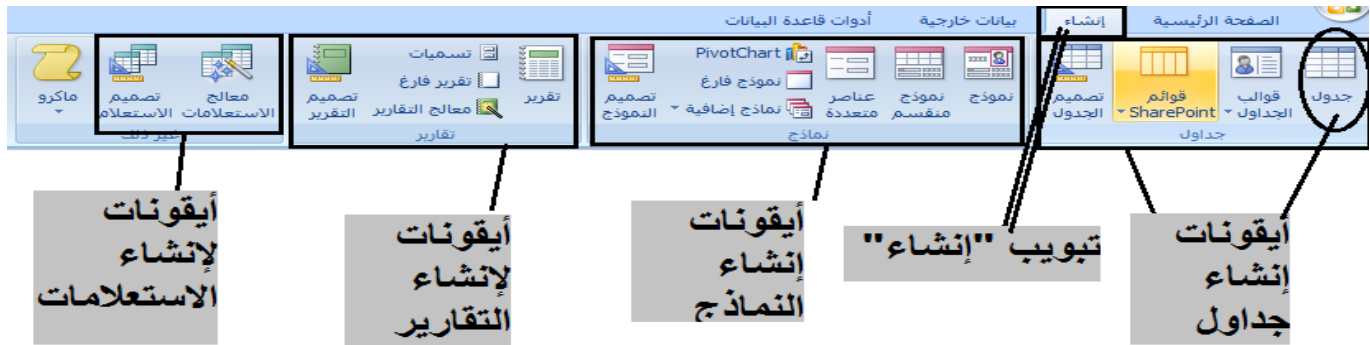 الصفحة الرئيسية
إنشاء
بيانات خارجية
أدوات قاعدة البيانات
جدول
قوالب
الجداول
قوائم
SharePoint
تصميم
الجدول
جداول
نموذج
نموذج
منقسم
عناصر
متعددة
PivotChart
نموذج فارغ
نماذج إضافية
تصميم
النموذج
نماذج
تقرير
تسميات
تقرير فارغ
معالج التقارير
تصميم
التقرير
تقارير
معالج
الاستعلامات
تصميم
الاستعلام
ماكرو
غير ذلك
أيقونات
إنشاء
جداول
تبويب "إنشاء"
أيقونات
إنشاء
النماذج
أيقونات
لإنشاء
التقارير
أيقونات
لإنشاء
الاستعلامات